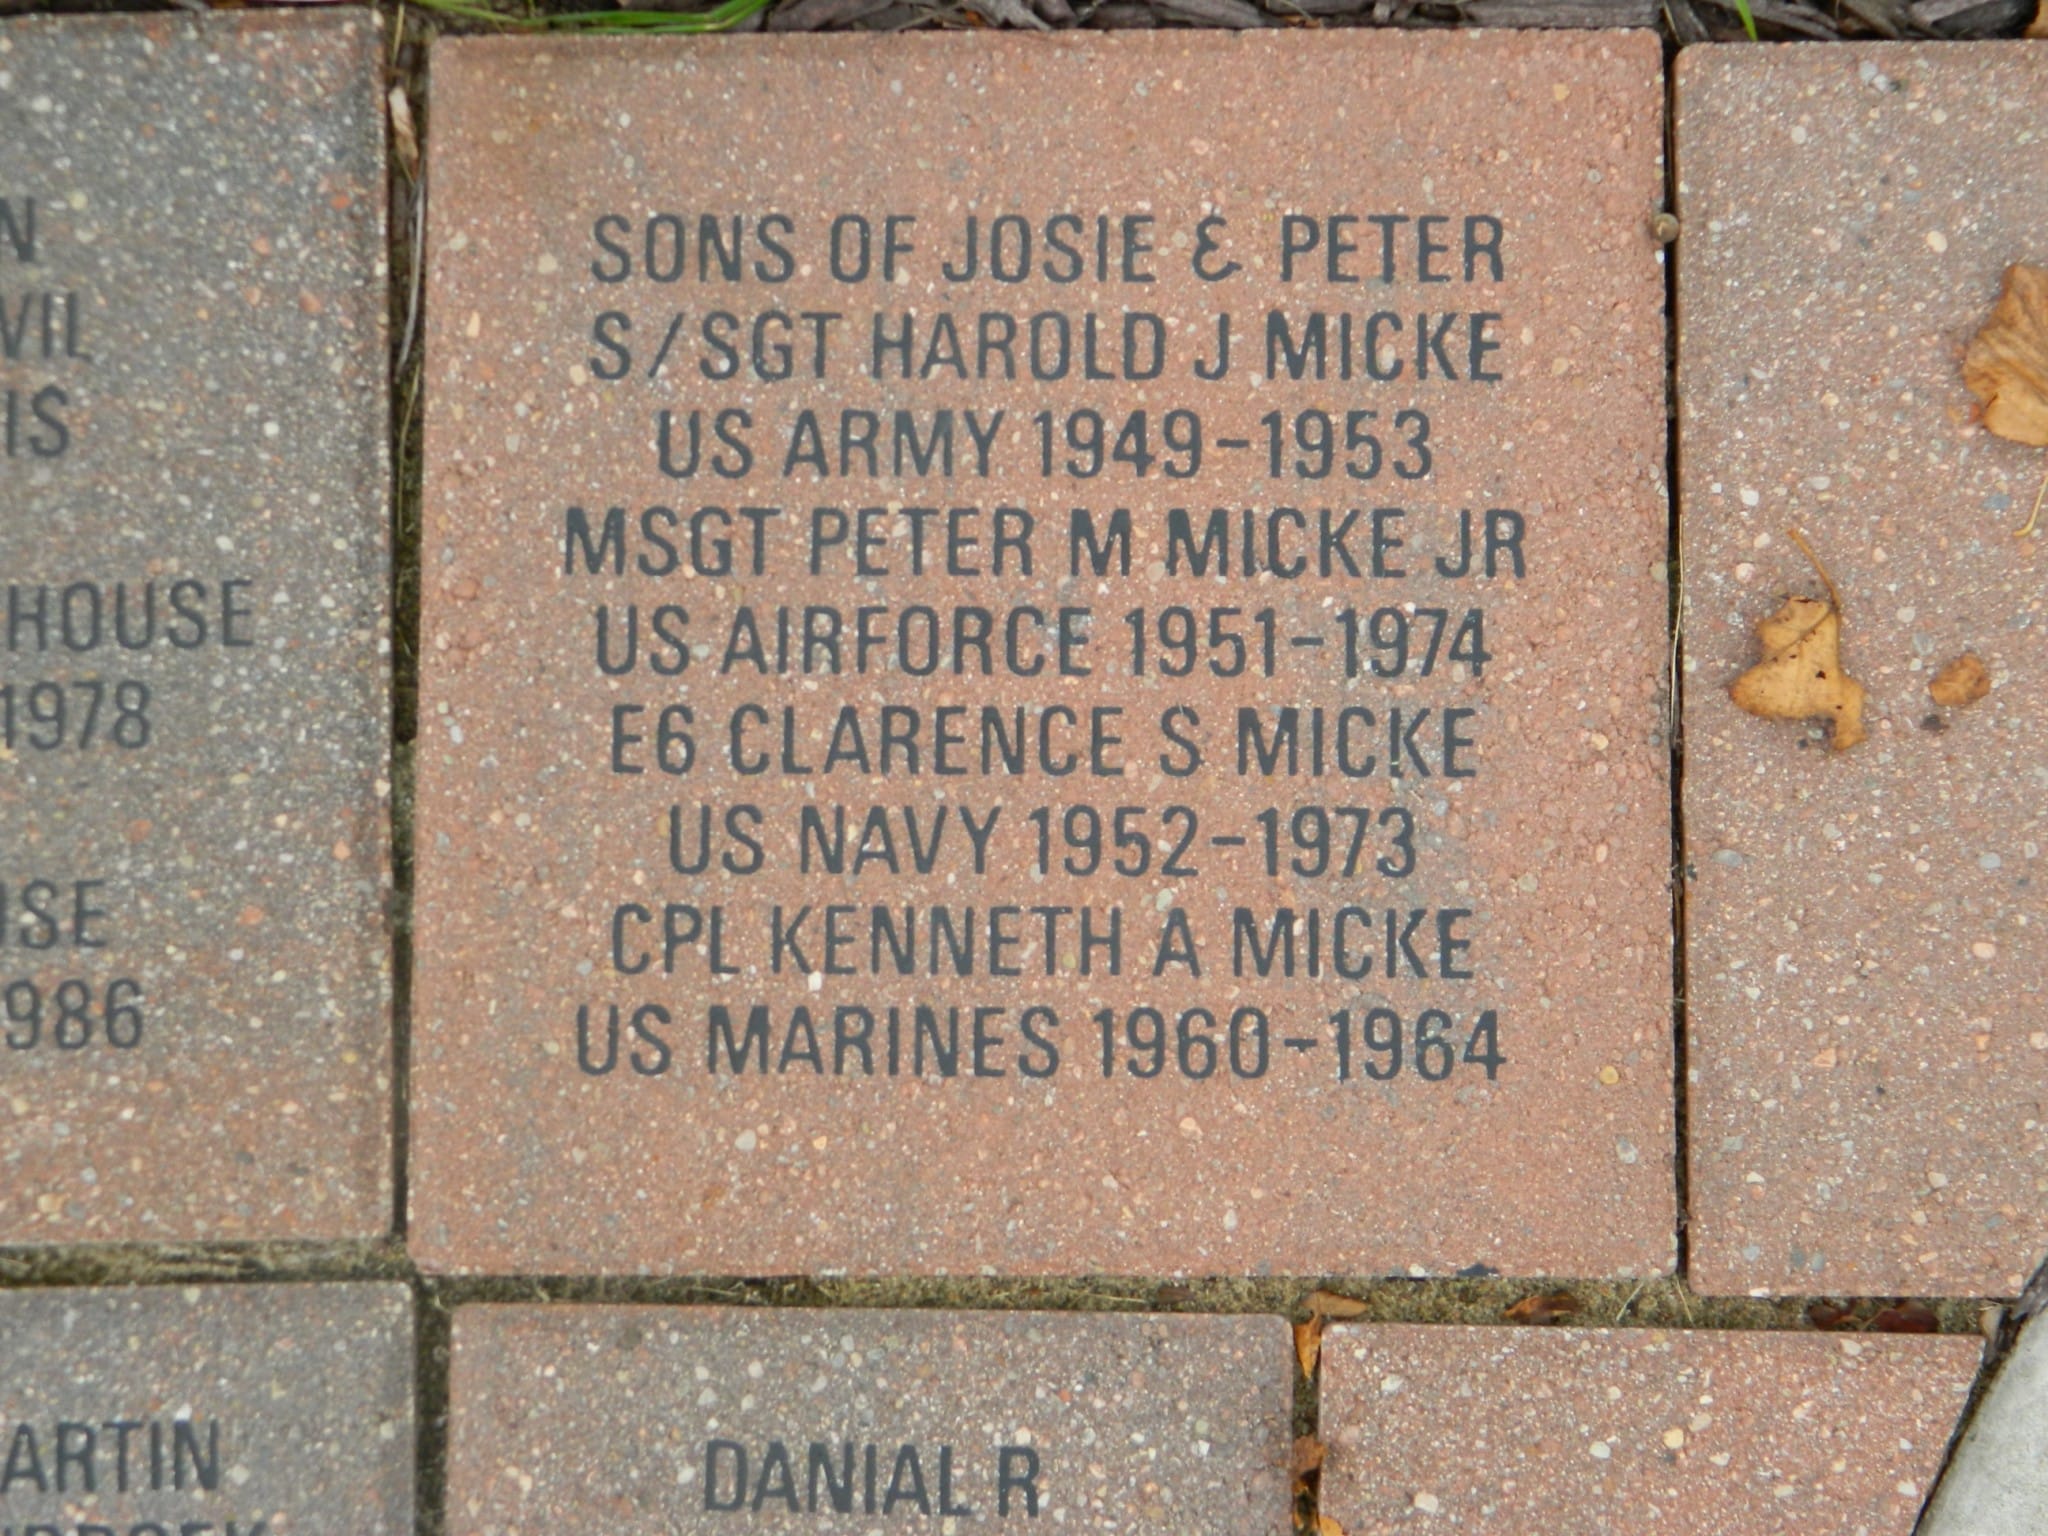 SONS OF JOSIE & PETER
S/SGT HAROLD J MICKE
US ARMY 1949-1953
MSGT PETER M MICKE JR
US AIRFORCE 1951-1974
E6 CLARENCE S MICKE
US NAVY 1952-1973
CPL KENNETH A MICKE
US MARINES 1960-1964
HOUSE
1978
986
DANIAL R